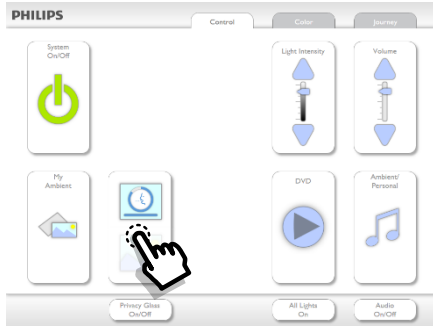 PHILIPS
Control
Color
Journey
System
On/Off
Light Intensity
Volume
My
Ambient
DVD
Ambient/
Personal
Privacy Glass
On/Off
All Lights
On
Audio
On/Off